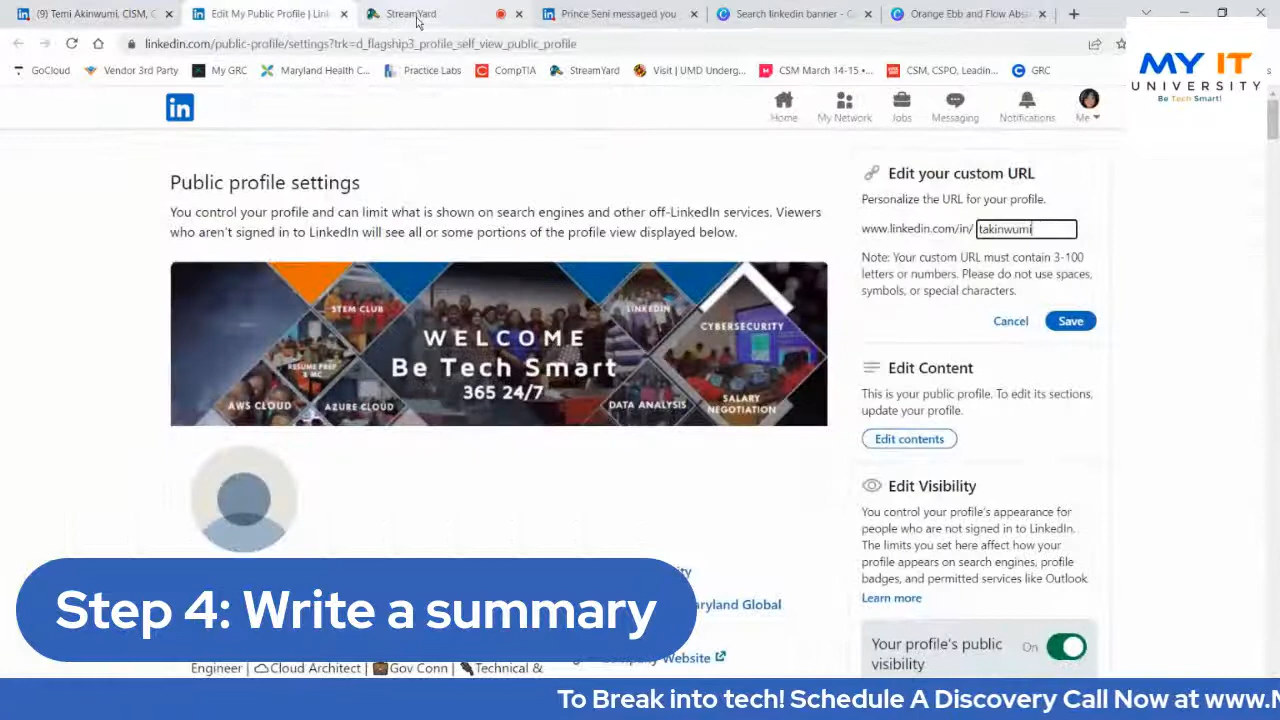 (9) Temi Akinwumi, CISM, C
Edit My Public Profile | Link
StreamYard
Prince Seni messaged you
Search linkedin banner - C
Orange Ebb and Flow Abs
linkedin.com/public-profile/settings?trk=d_flagship3_profile_self_view_public_profile
GoCloud
Vendor 3rd Party
My GRC
Maryland Health C...
Practice Labs
CompTIA
StreamYard
Visit | UMD Underg...
CSM March 14-15 •...
CSM, CSPO, Leadin...
GRC
MY IT
UNIVERSITY
Be Tech Smart!
in
Home
My Network
Jobs
Messaging
Notifications
Me
Public profile settings
You control your profile and can limit what is shown on search engines and other off-LinkedIn services. Viewers
who aren't signed in to LinkedIn will see all or some portions of the profile view displayed below.
STEM CLUB
LINKEDIN
CYBERSECURITY
WELCOME
RESUME PREP
& MC
Be Tech Smart
365 24/7
AWS CLOUD
AZURE CLOUD
DATA ANALYSIS
SALARY
NEGOTIATION
Edit your custom URL
Personalize the URL for your profile.
www.linkedin.com/in/ takinwumi
Note: Your custom URL must contain 3-100
letters or numbers. Please do not use spaces,
symbols, or special characters.
Cancel
Save
Edit Content
This is your public profile. To edit its sections,
update your profile.
Edit contents
Edit Visibility
You control your profile's appearance for
people who are not signed in to LinkedIn.
The limits you set here affect how your
profile appears on search engines, profile
badges, and permitted services like Outlook.
Learn more
Your profile's public
visibility
On
Global
Website
Engineer | Cloud Architect | Gov Conn | Technical &
Step 4: Write a summary
To Break into tech! Schedule A Discovery Call Now at www.M